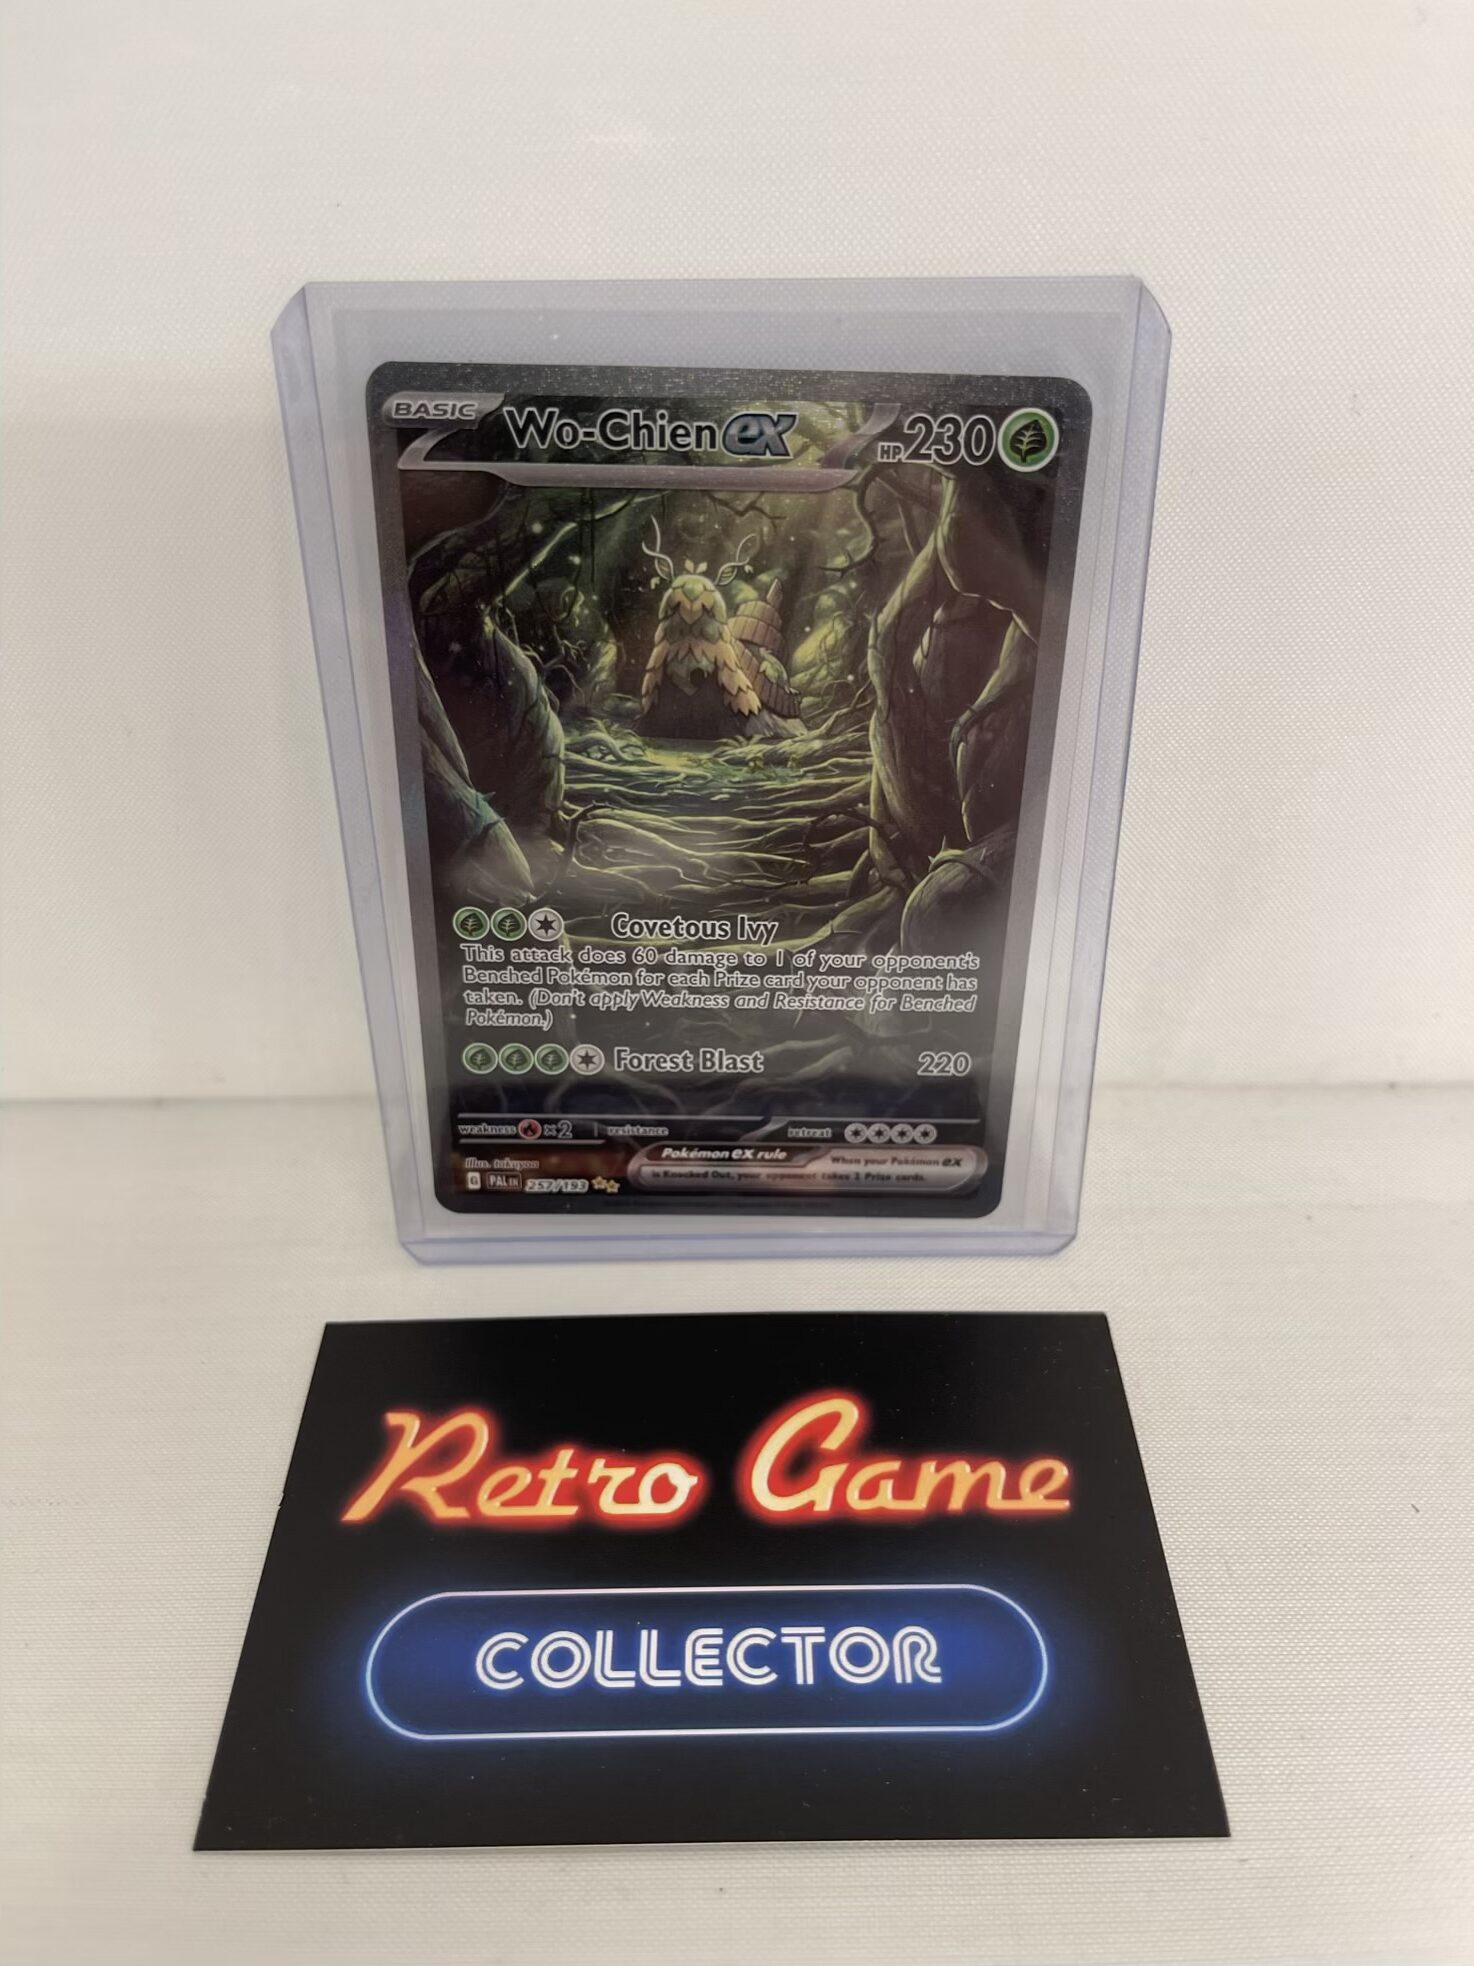 BASIC Wo-Chien ex HP 230
Covetous Ivy
This attack does 60 damage to 1 of your opponent's
Benched Pokémon for each Prize card your opponent has
taken. (Don't apply Weakness and Resistance for Benched
Pokémon.)
Forest Blast 220
weakness ×2 resistance retreat
Illus. takuyoa
Pokémon ex rule When your Pokémon ex
is Knocked Out, your opponent takes 2 Prize cards.
G PAL EN 257/193
Retro Game
COLLECTOR